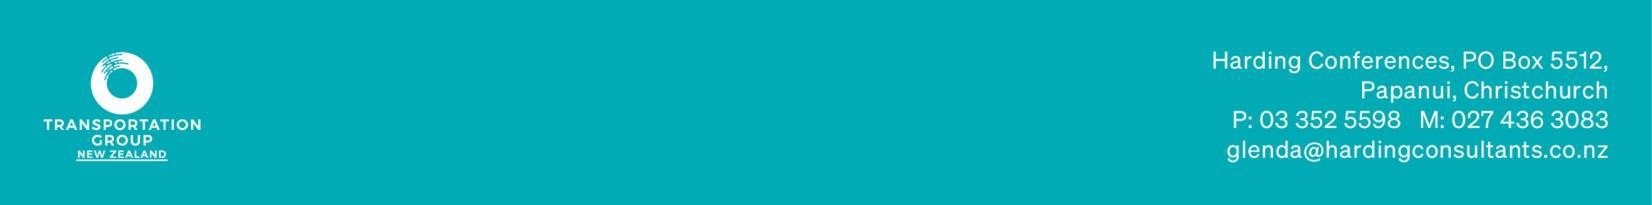 TRANSPORTATION
GROUP
NEW ZEALAND
Harding Conferences, PO Box 5512,
Papanui, Christchurch
P: 03 352 5598 M: 027 436 3083
glenda@hardingconsultants.co.nz